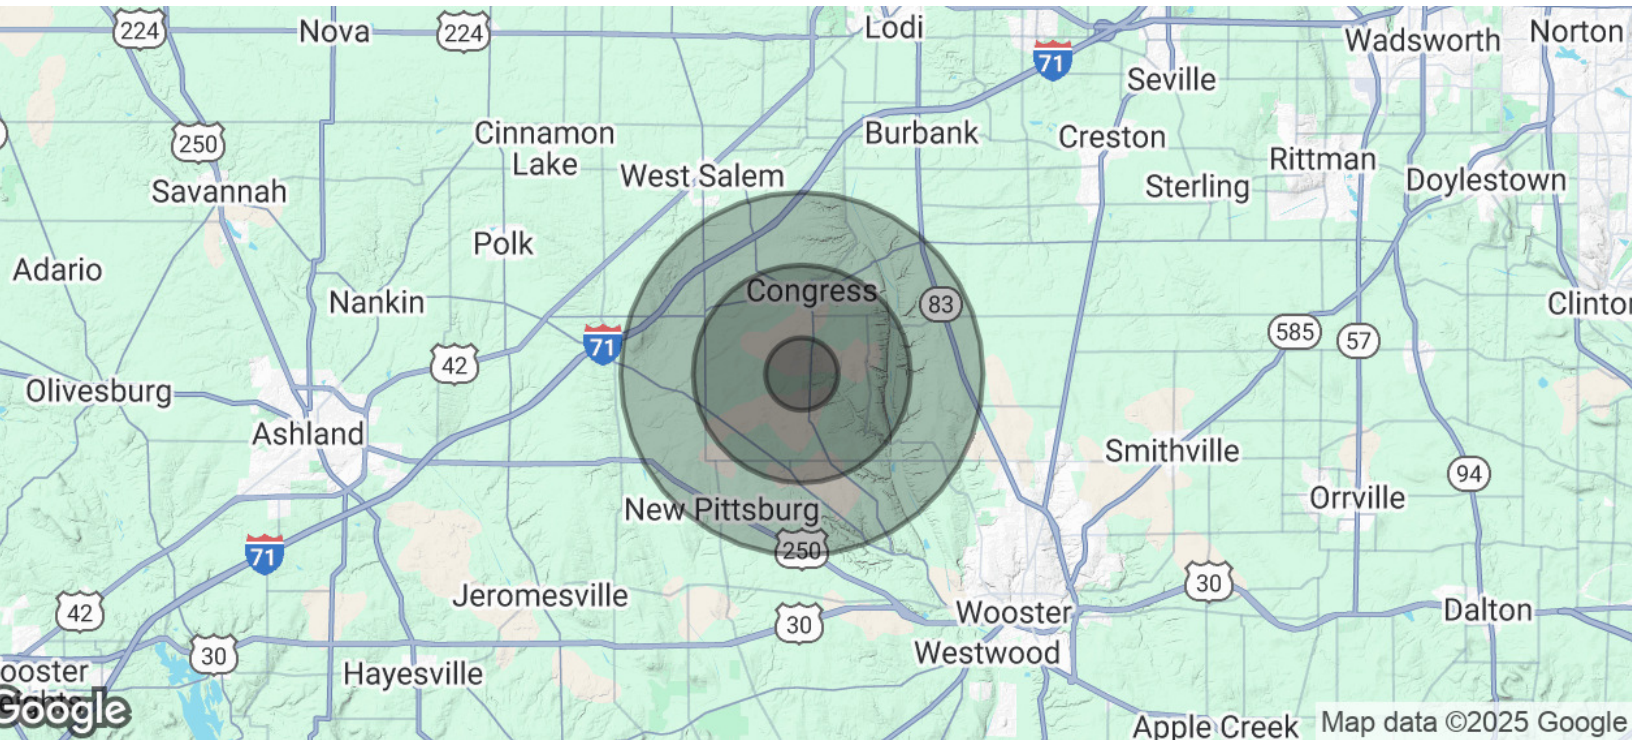 224
Nova
224
Lodi
71
Wadsworth
Norton
Seville
250
Cinnamon
Lake
Burbank
Creston
Rittman
West Salem
Savannah
Sterling
Doylestown
Polk
Adario
Nankin
Congress
83
Clinton
585
57
71
42
Olivesburg
Ashland
Smithville
94
Orrville
New Pittsburg
250
71
30
Jeromesville
42
30
Wooster
Dalton
30
Westwood
ooster
eights
Hayesville
Google
Apple Creek
Map data ©2025 Google